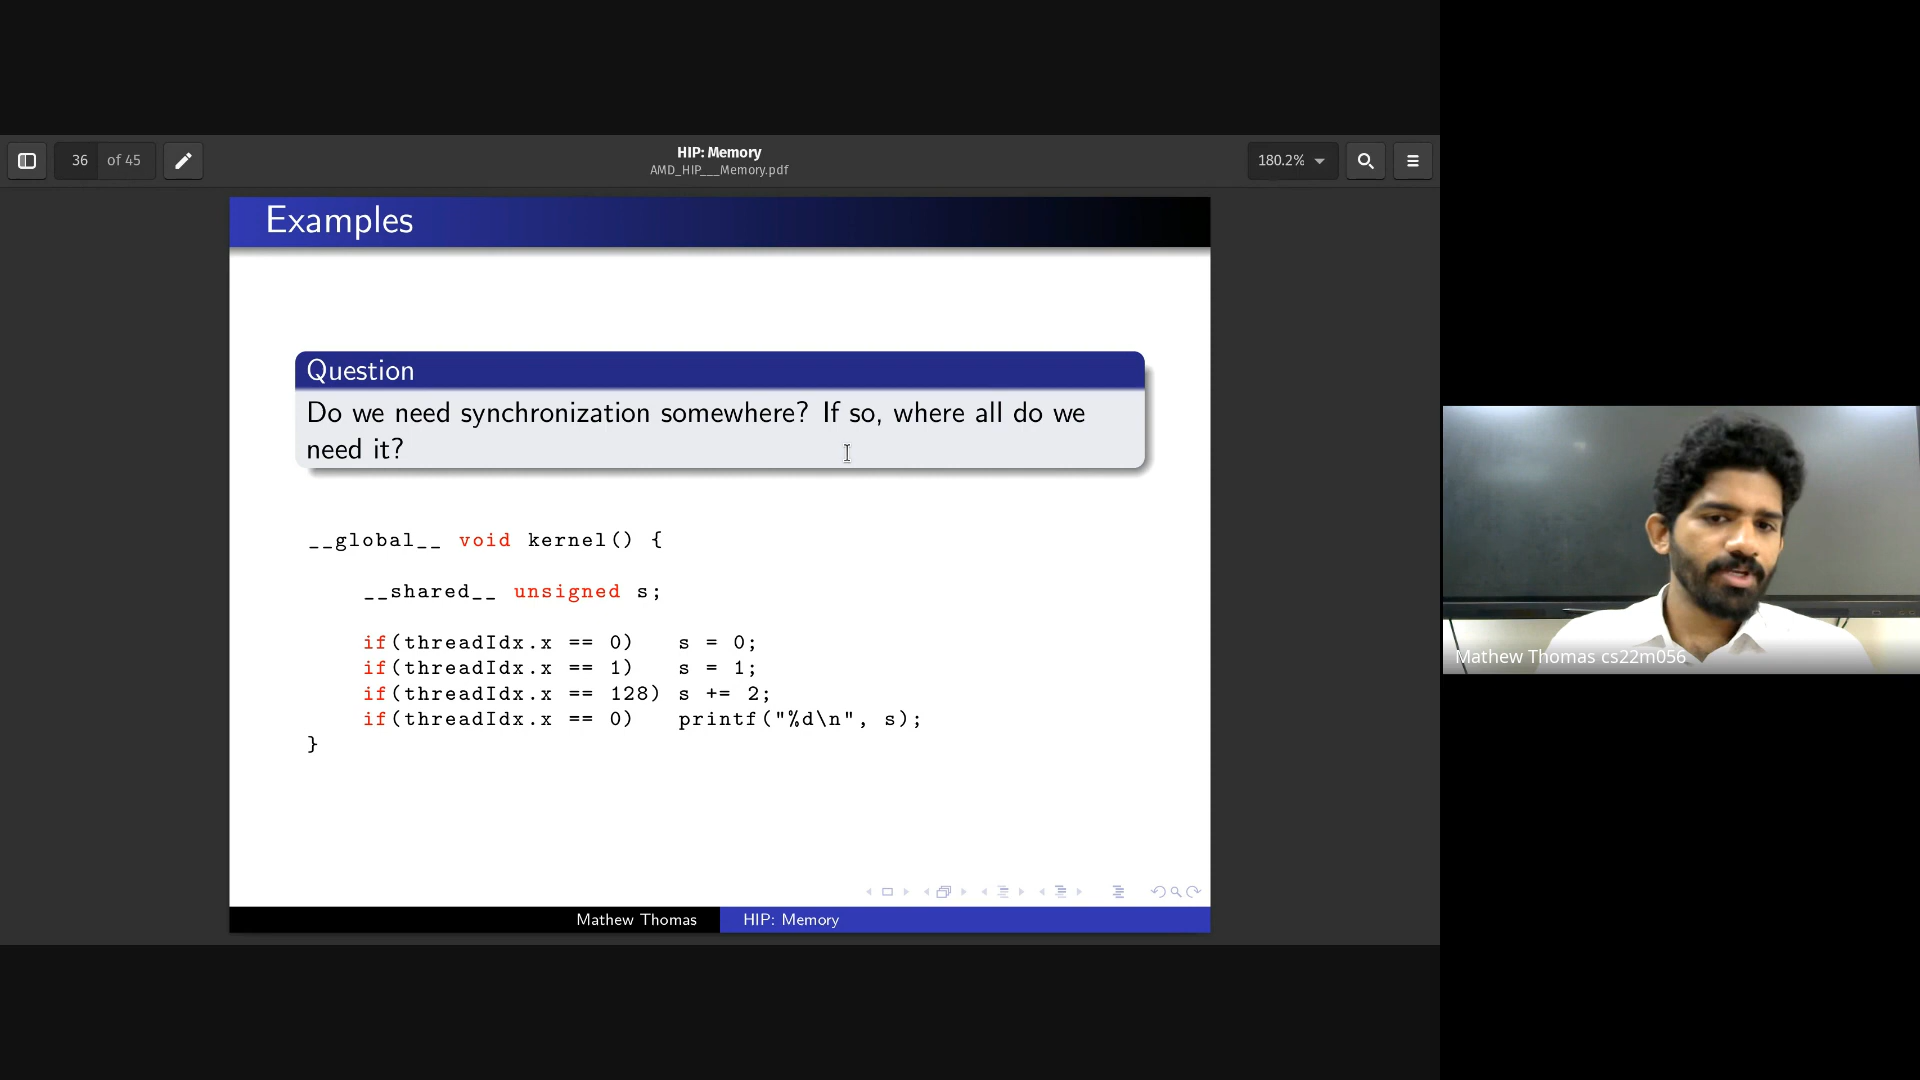 36 of 45
HIP: Memory
AMD_HIP___Memory.pdf
180.2%
Examples
Question
Do we need synchronization somewhere? If so, where all do we
need it?
__global__ void kernel() {
__shared__ unsigned s;
if(threadIdx.x == 0) s = 0;
if(threadIdx.x == 1) s = 1;
if(threadIdx.x == 128) s += 2;
if(threadIdx.x == 0) printf("%d\n", s);
}
Mathew Thomas HIP: Memory
Mathew Thomas cs22m056